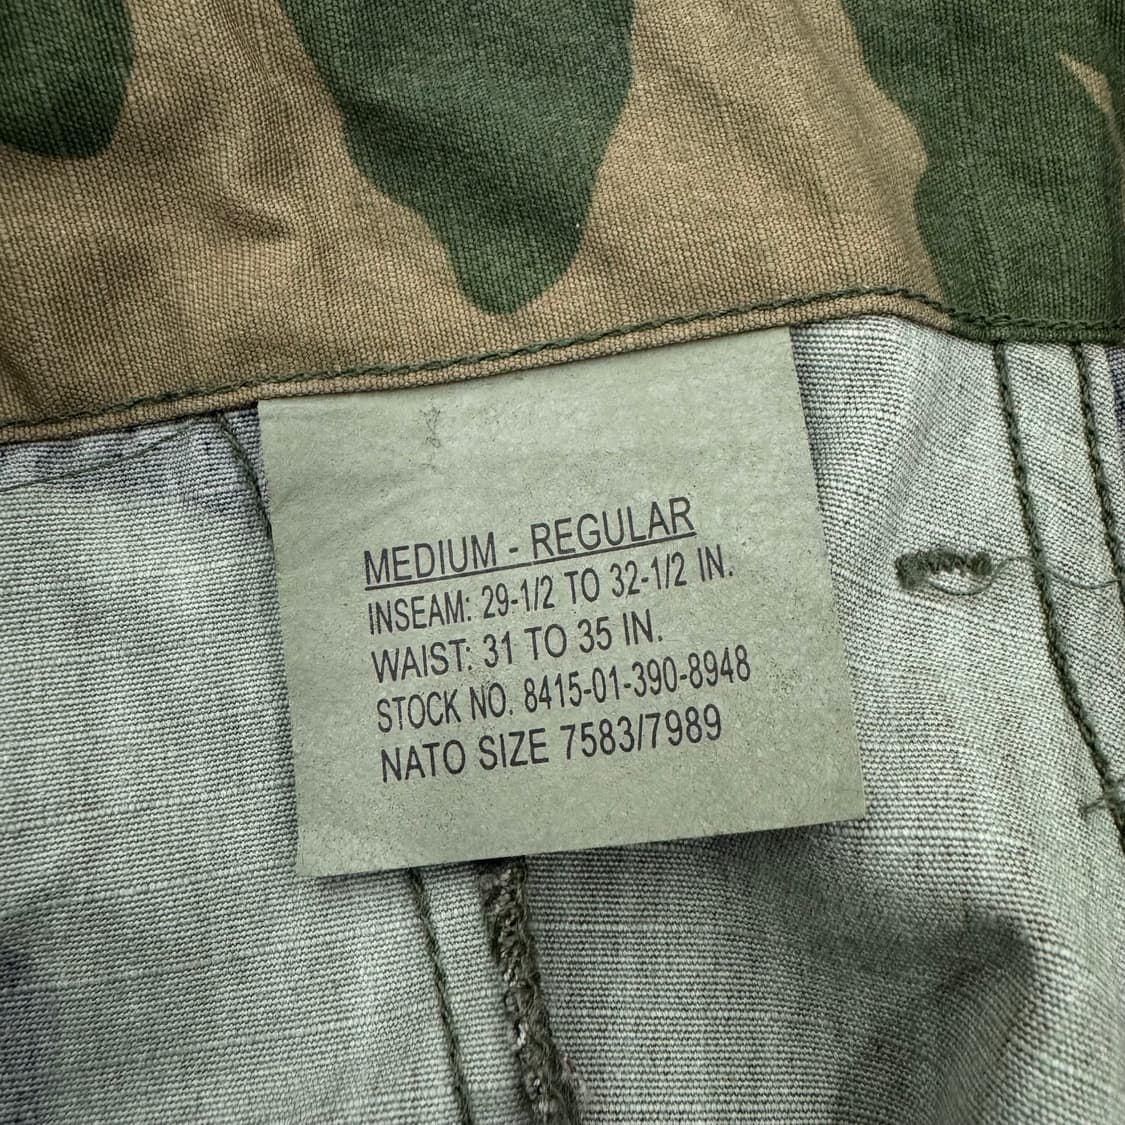 MEDIUM - REGULAR
INSEAM: 29-1/2 TO 32-1/2 IN.
WAIST: 31 TO 35 IN.
STOCK NO. 8415-01-390-8948
NATO SIZE 7583/7989